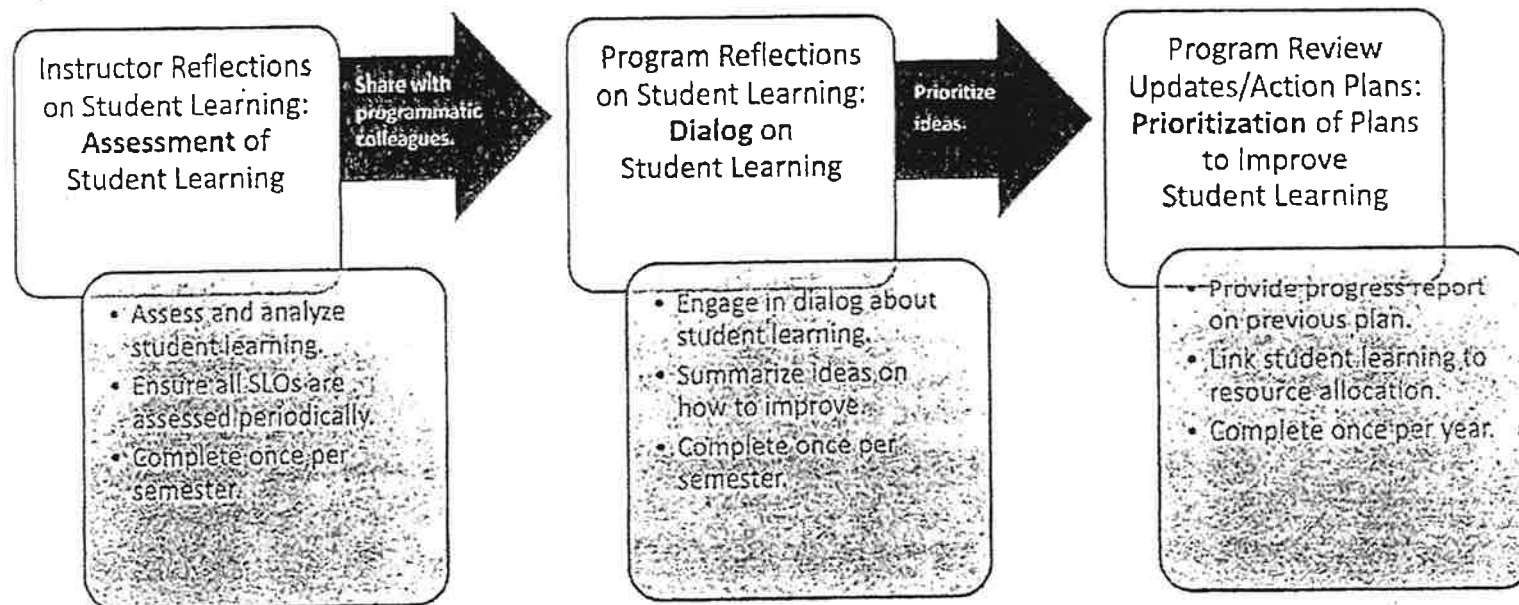 Instructor Reflections
on Student Learning:
Assessment of
Student Learning
Share with
programmatic
colleagues.
Program Reflections
on Student Learning:
Dialog on
Student Learning
Prioritize
ideas.
Program Review
Updates/Action Plans:
Prioritization of Plans
to Improve
Student Learning
• Assess and analyze
student learning.
• Ensure all SLOs are
assessed periodically.
• Complete once per
semester.
• Engage in dialog about
student learning.
• Summarize ideas on
how to improve.
• Complete once per
semester.
• Provide progress report
on previous plan.
• Link student learning to
resource allocation.
• Complete once per year.